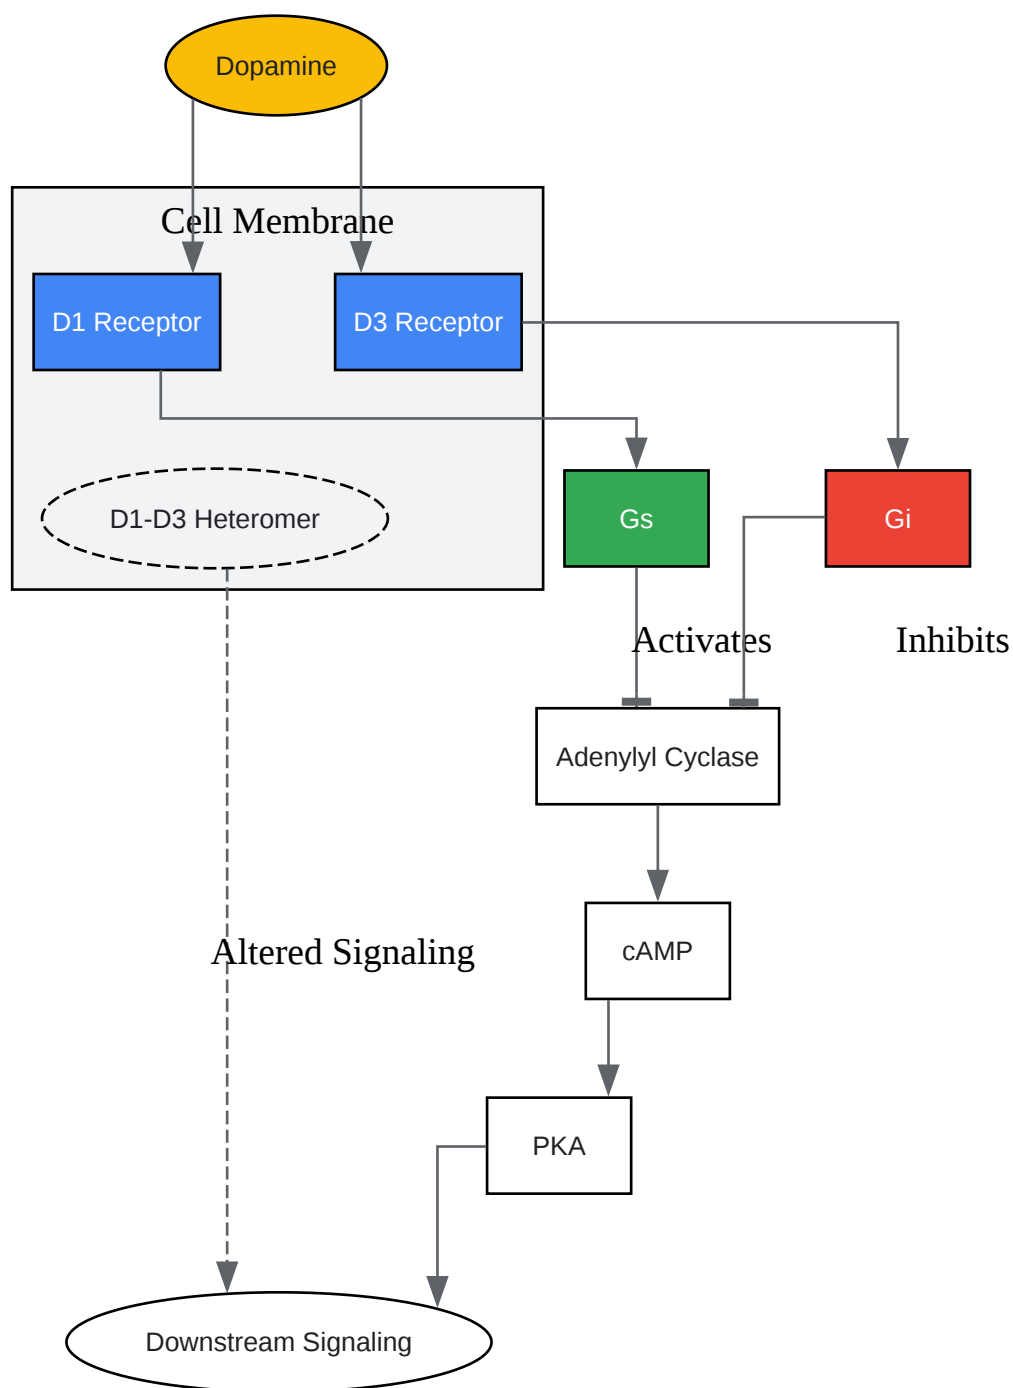 Dopamine
Cell Membrane
D1 Receptor
D3 Receptor
D1-D3 Heteromer
Gs
Gi
Activates
Inhibits
Adenylyl Cyclase
cAMP
Altered Signaling
PKA
Downstream Signaling